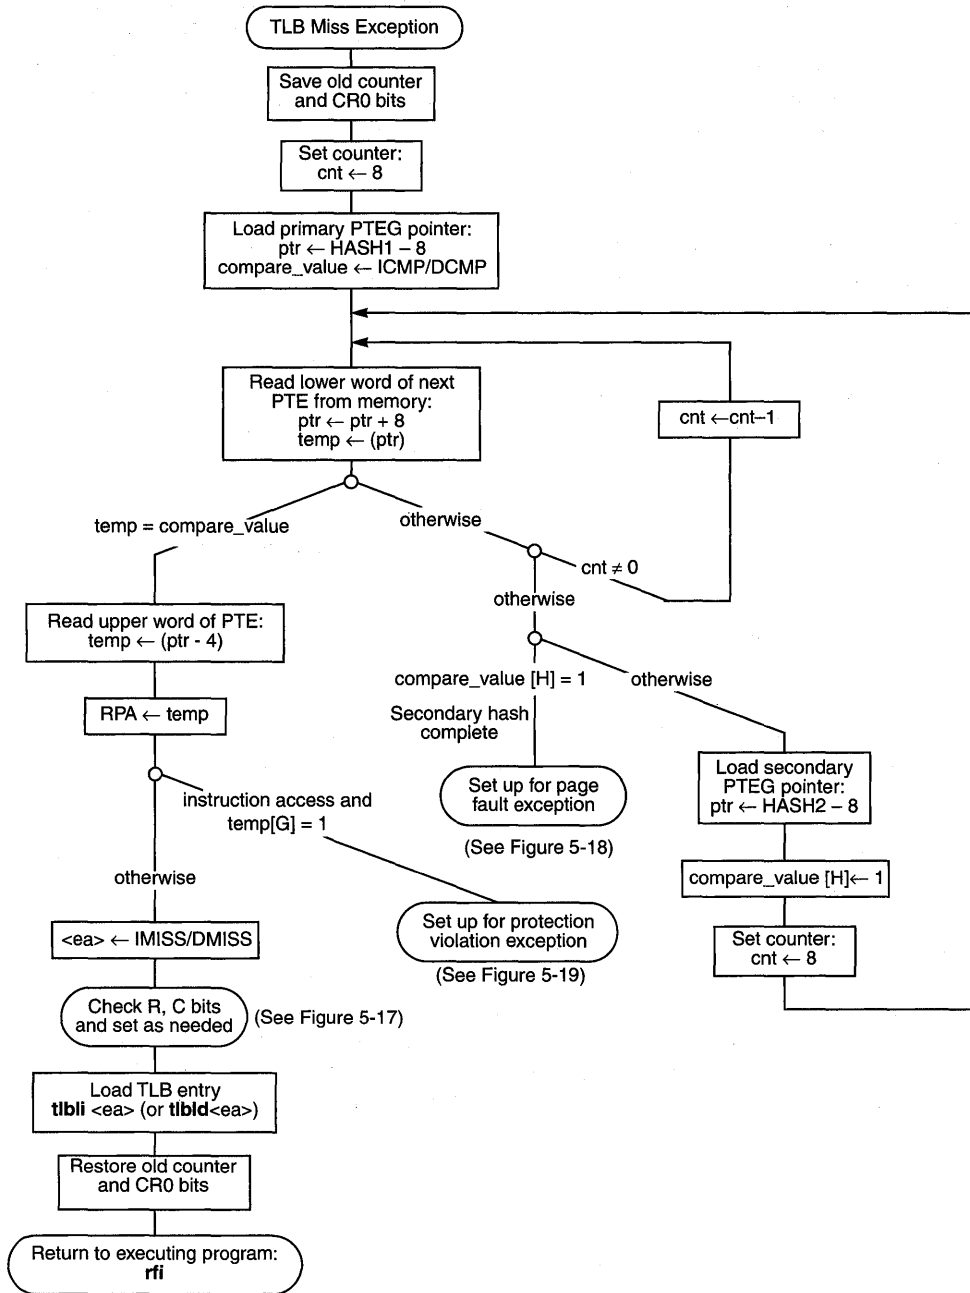 TLB Miss Exception
Save old counter
and CR0 bits
Set counter:
cnt ← 8
Load primary PTEG pointer:
ptr ← HASH1 – 8
compare_value ← ICMP/DCMP
Read lower word of next
PTE from memory:
ptr ← ptr + 8
temp ← (ptr)
cnt ←cnt–1
temp = compare_value
otherwise
cnt ≠ 0
otherwise
Read upper word of PTE:
temp ← (ptr - 4)
compare_value [H] = 1
otherwise
Secondary hash
complete
RPA ← temp
Load secondary
PTEG pointer:
ptr ← HASH2 – 8
Set up for page
fault exception
(See Figure 5-18)
instruction access and
temp[G] = 1
otherwise
compare_value [H]← 1
Set up for protection
violation exception
(See Figure 5-19)
<ea> ← IMISS/DMISS
Set counter:
cnt ← 8
Check R, C bits
and set as needed
(See Figure 5-17)
Load TLB entry
tlbli <ea> (or tlbld<ea>)
Restore old counter
and CR0 bits
Return to executing program:
rfi